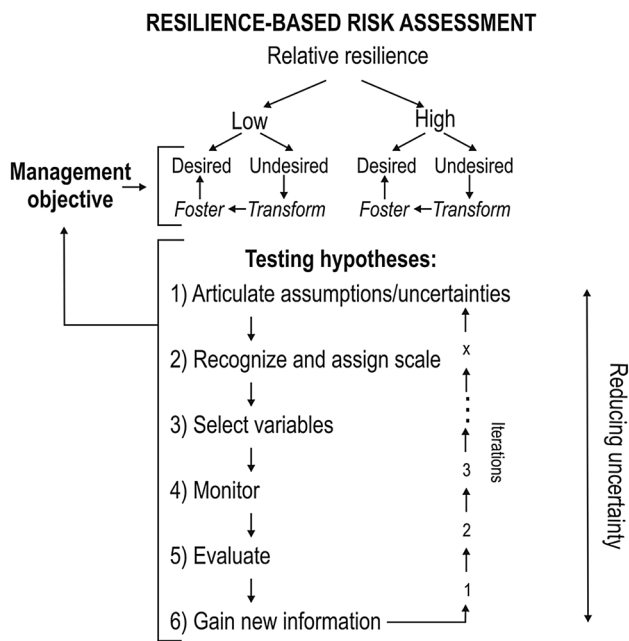 RESILIENCE-BASED RISK ASSESSMENT
Relative resilience
Low High
Desired Undesired Desired Undesired
Management
objective
Foster Transform Foster Transform
Testing hypotheses:
1) Articulate assumptions/uncertainties
2) Recognize and assign scale
3) Select variables
4) Monitor
5) Evaluate
6) Gain new information
x
⋮
3
2
1
Iterations
Reducing uncertainty